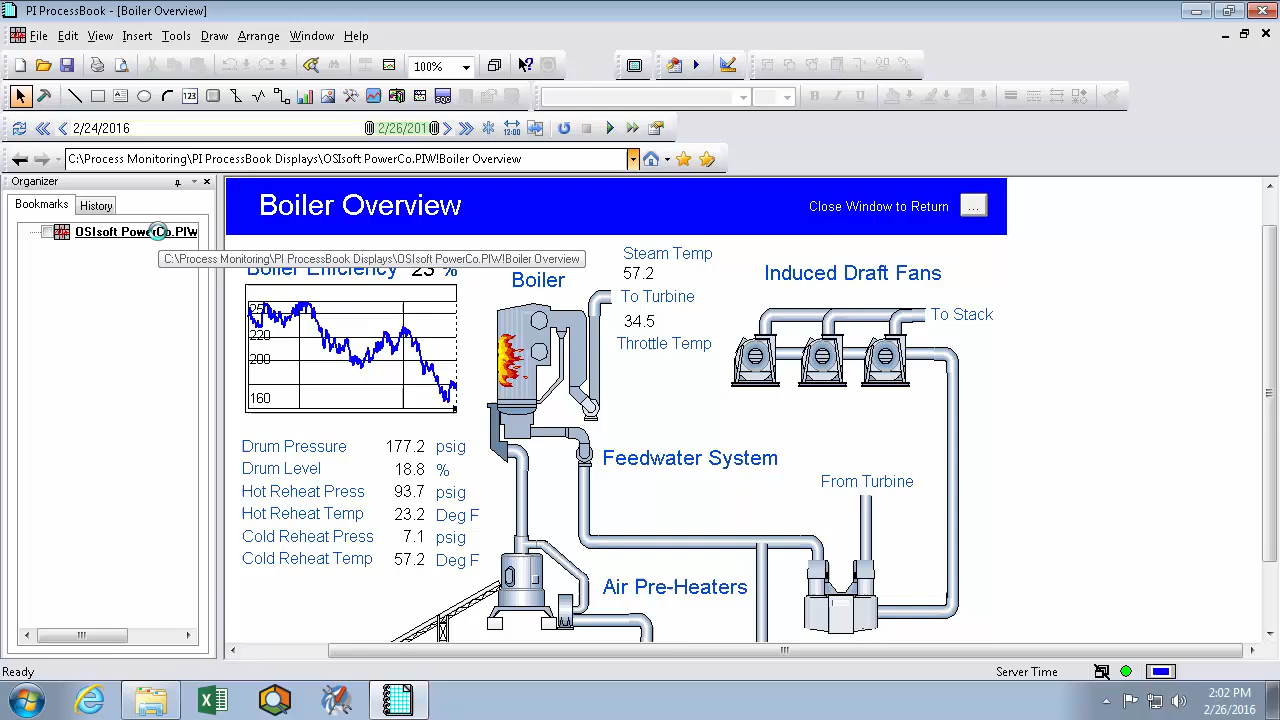 PI ProcessBook - [Boiler Overview]
File Edit View Insert Tools Draw Arrange Window Help
100%
123
SQC
B I U
2/24/2016
12:00
C:\Process Monitoring\PI ProcessBook Displays\OSIsoft PowerCo.PIW!Boiler Overview
Organizer
Bookmarks
History
OSIsoft PowerCo.PIW
C:\Process Monitoring\PI ProcessBook Displays\OSIsoft PowerCo.PIW!Boiler Overview
Boiler Overview
Close Window to Return
...
Boiler Efficiency 23 %
220
200
160
Boiler
Steam Temp
57.2
To Turbine
34.5
Throttle Temp
Induced Draft Fans
To Stack
Drum Pressure 177.2 psig
Drum Level 18.8 %
Hot Reheat Press 93.7 psig
Hot Reheat Temp 23.2 Deg F
Cold Reheat Press 7.1 psig
Cold Reheat Temp 57.2 Deg F
Feedwater System
From Turbine
Air Pre-Heaters
Ready
Server Time
2:02 PM
2/26/2016